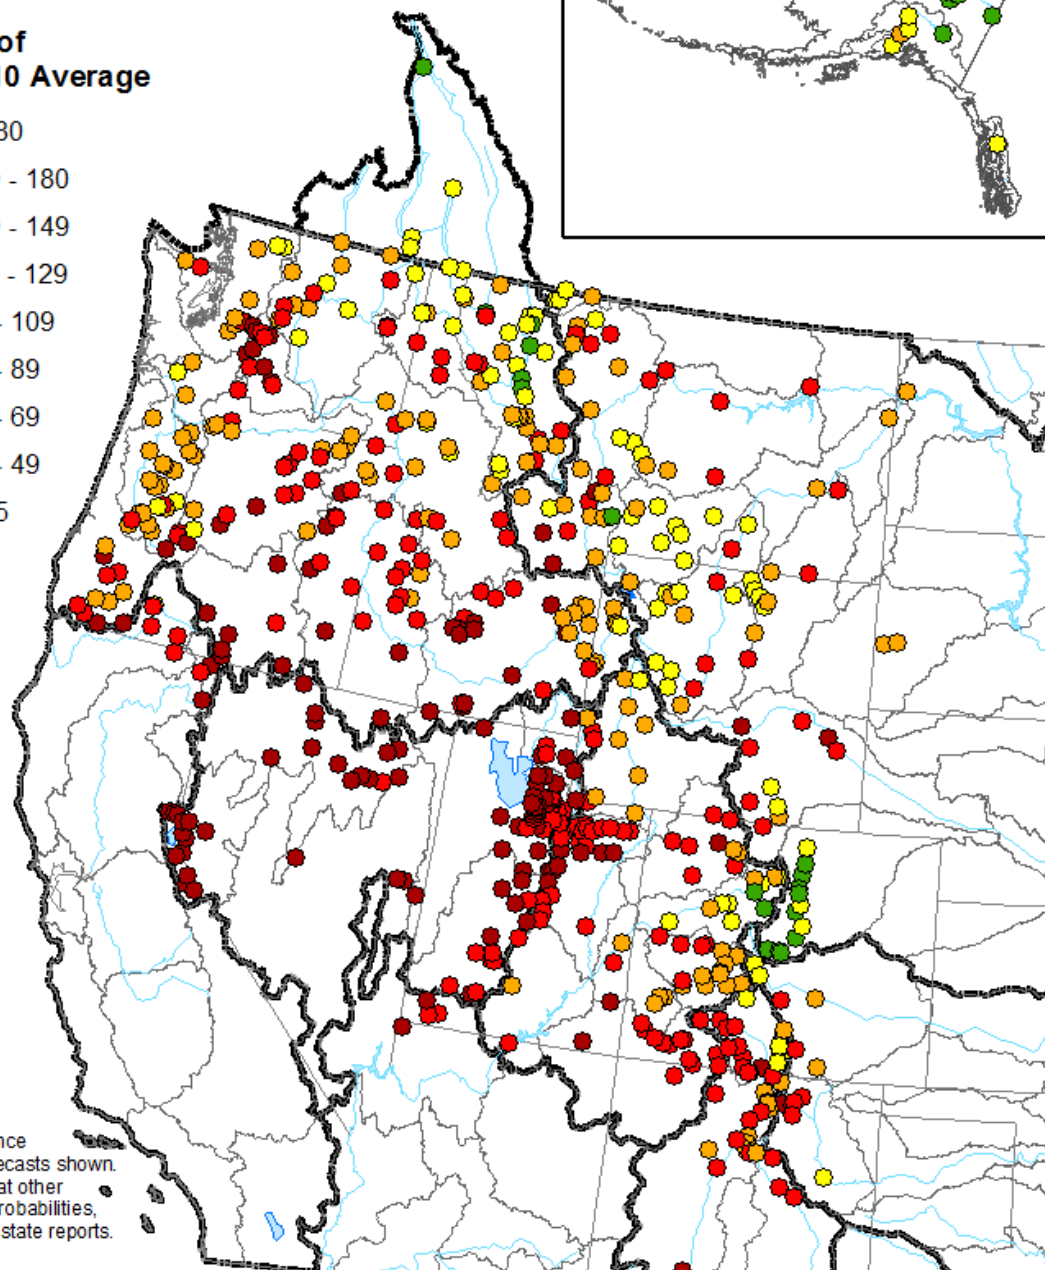 of
10 Average
80
- 180
- 149
- 129
109
89
69
49
5
nce
ecasts shown.
at other
robabilities,
state reports.